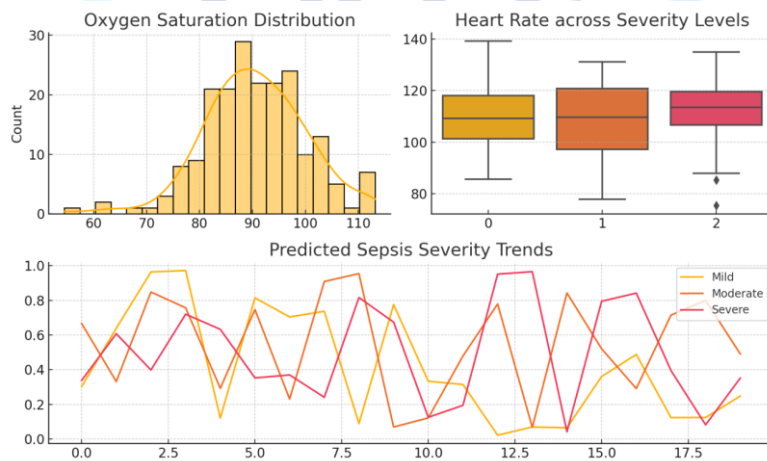 Oxygen Saturation Distribution
Heart Rate across Severity Levels
30
20
10
0
Count
60 70 80 90 100 110
140
120
100
80
0 1 2
Predicted Sepsis Severity Trends
1.0
0.8
0.6
0.4
0.2
0.0
Mild
Moderate
Severe
0.0 2.5 5.0 7.5 10.0 12.5 15.0 17.5